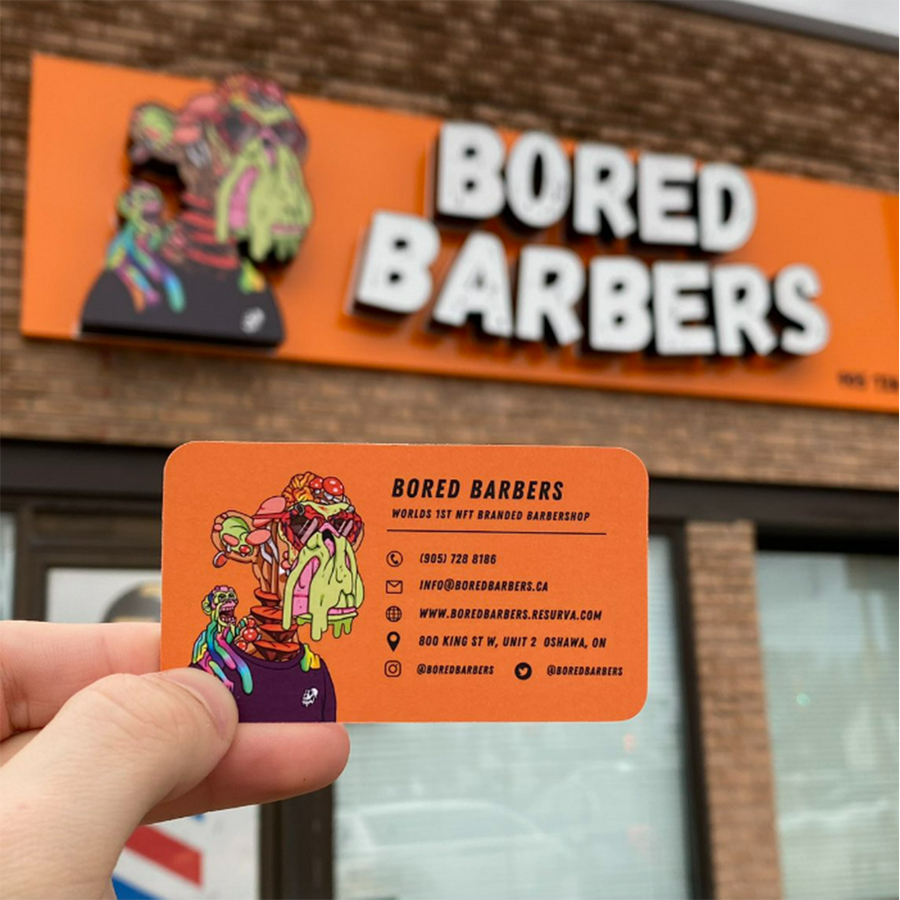 BORED
BARBERS
BORED BARBERS
WORLDS 1ST NFT BRANDED BARBERSHOP
(905) 728 8186
INFO@BOREDBARBERS.CA
WWW.BOREDBARBERS.RESURVA.COM
800 KING ST W, UNIT 2 OSHAWA, ON
@BOREDBARBERS @BOREDBARBERS